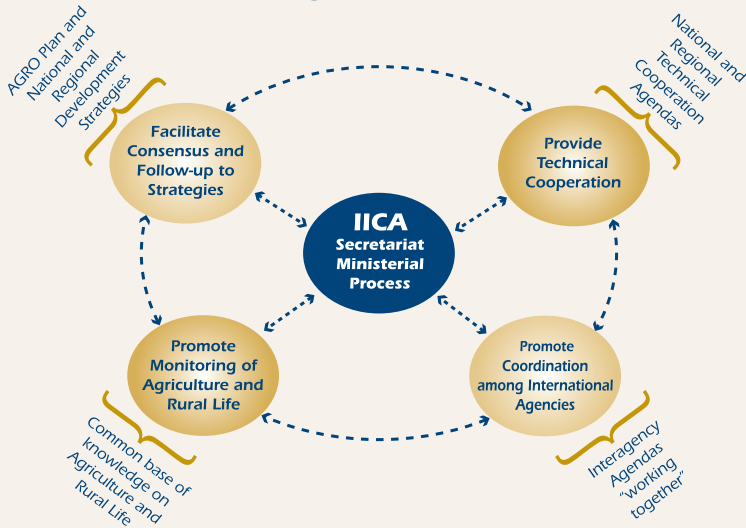 AGRO Plan and
National and
Regional
Development
Strategies
National and
Regional
Technical
Cooperation
Agendas
Facilitate
Consensus and
Follow-up to
Strategies
Provide
Technical
Cooperation
IICA
Secretariat
Ministerial
Process
Promote
Monitoring of
Agriculture and
Rural Life
Promote
Coordination
among International
Agencies
Common base of
knowledge on
Agriculture and
Rural Life
Interagency
Agendas
"working
together"